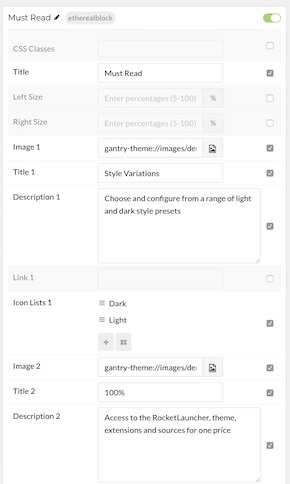 Must Read etherealblock
CSS Classes
Title Must Read
Left Size Enter percentages (5-100) %
Right Size Enter percentages (5-100) %
Image 1 gantry-theme://images/de
Title 1 Style Variations
Description 1 Choose and configure from a range of light
and dark style presets
Link 1
Icon Lists 1 Dark
Light
+
Image 2 gantry-theme://images/de
Title 2 100%
Description 2 Access to the RocketLauncher, theme,
extensions and sources for one price